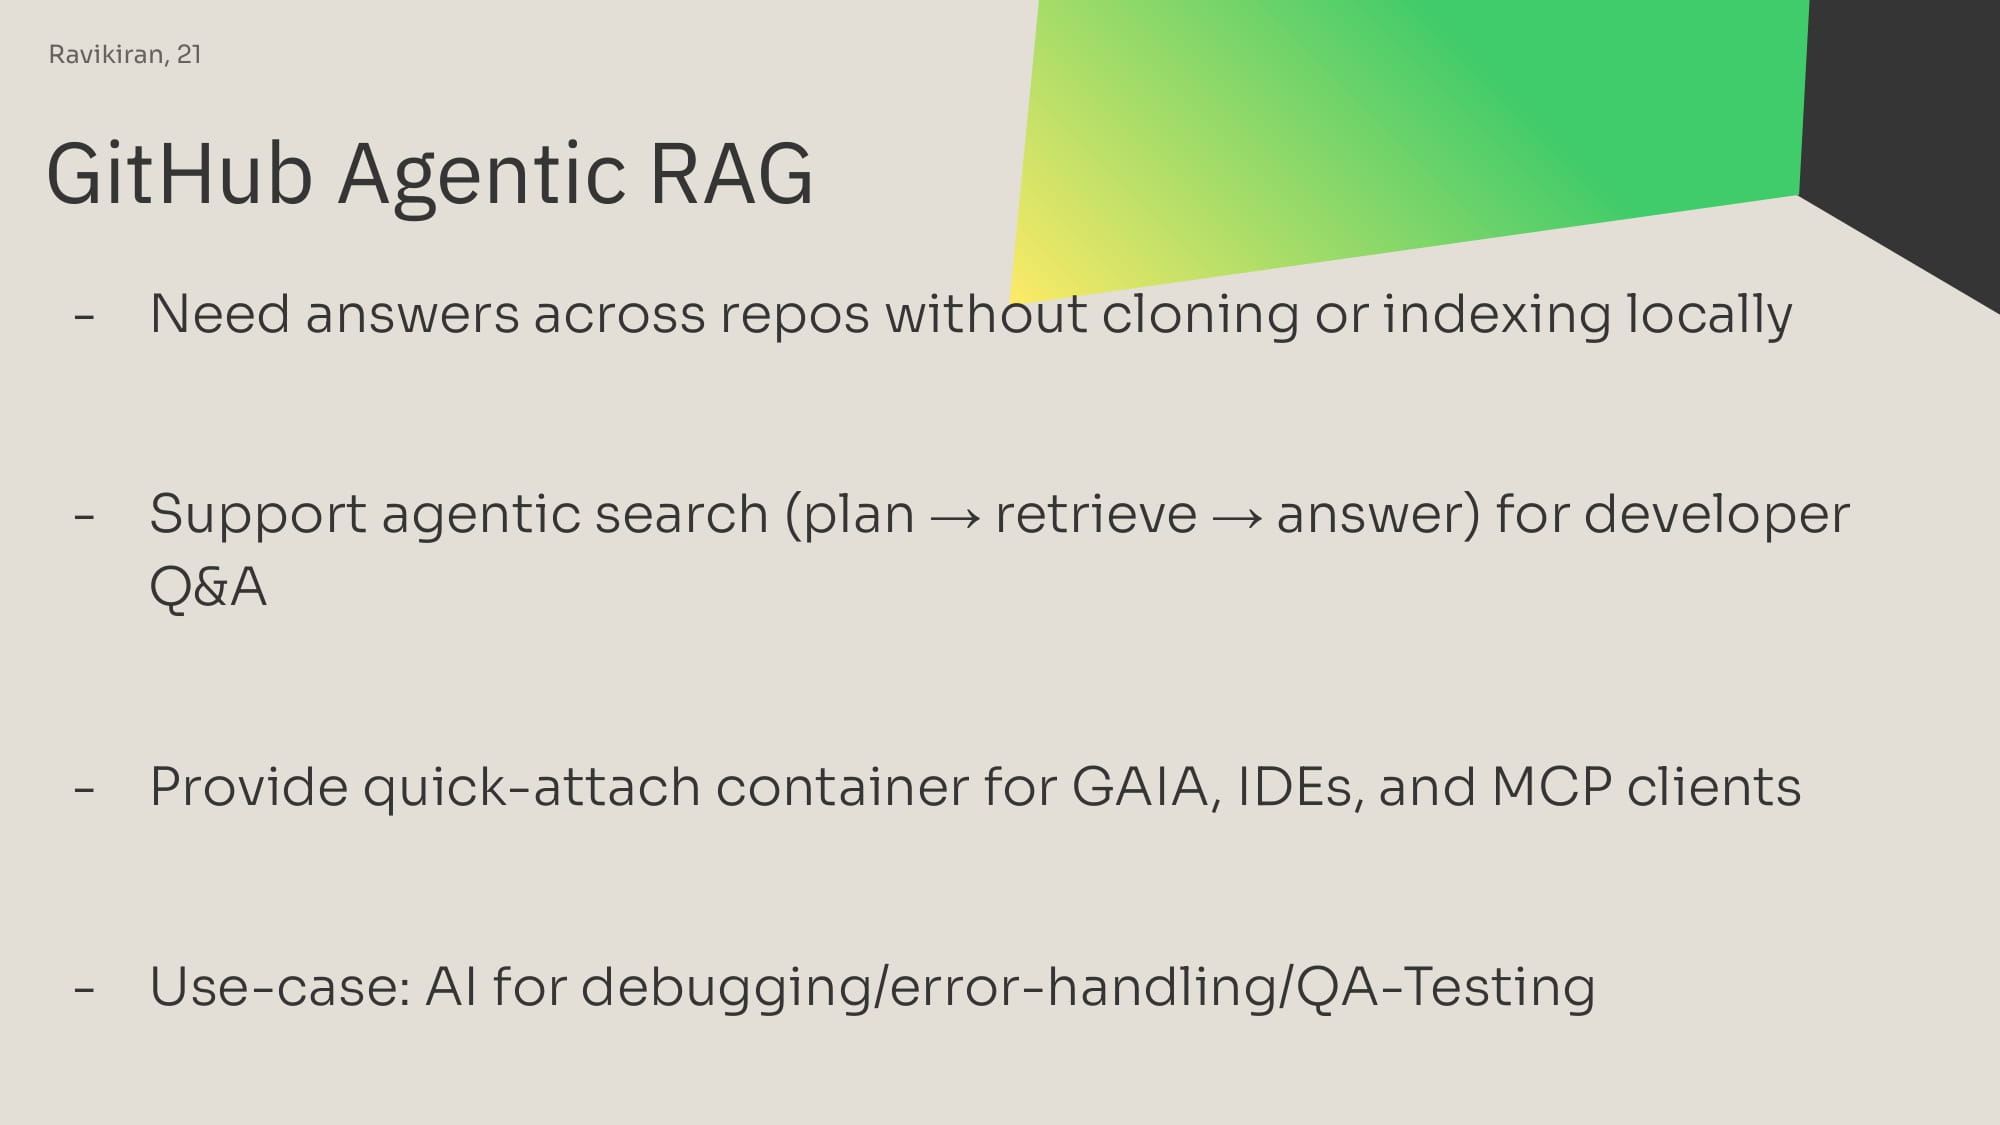 Ravikiran, 21
GitHub Agentic RAG
- Need answers across repos without cloning or indexing locally
- Support agentic search (plan → retrieve → answer) for developer
Q&A
- Provide quick-attach container for GAIA, IDEs, and MCP clients
- Use-case: AI for debugging/error-handling/QA-Testing